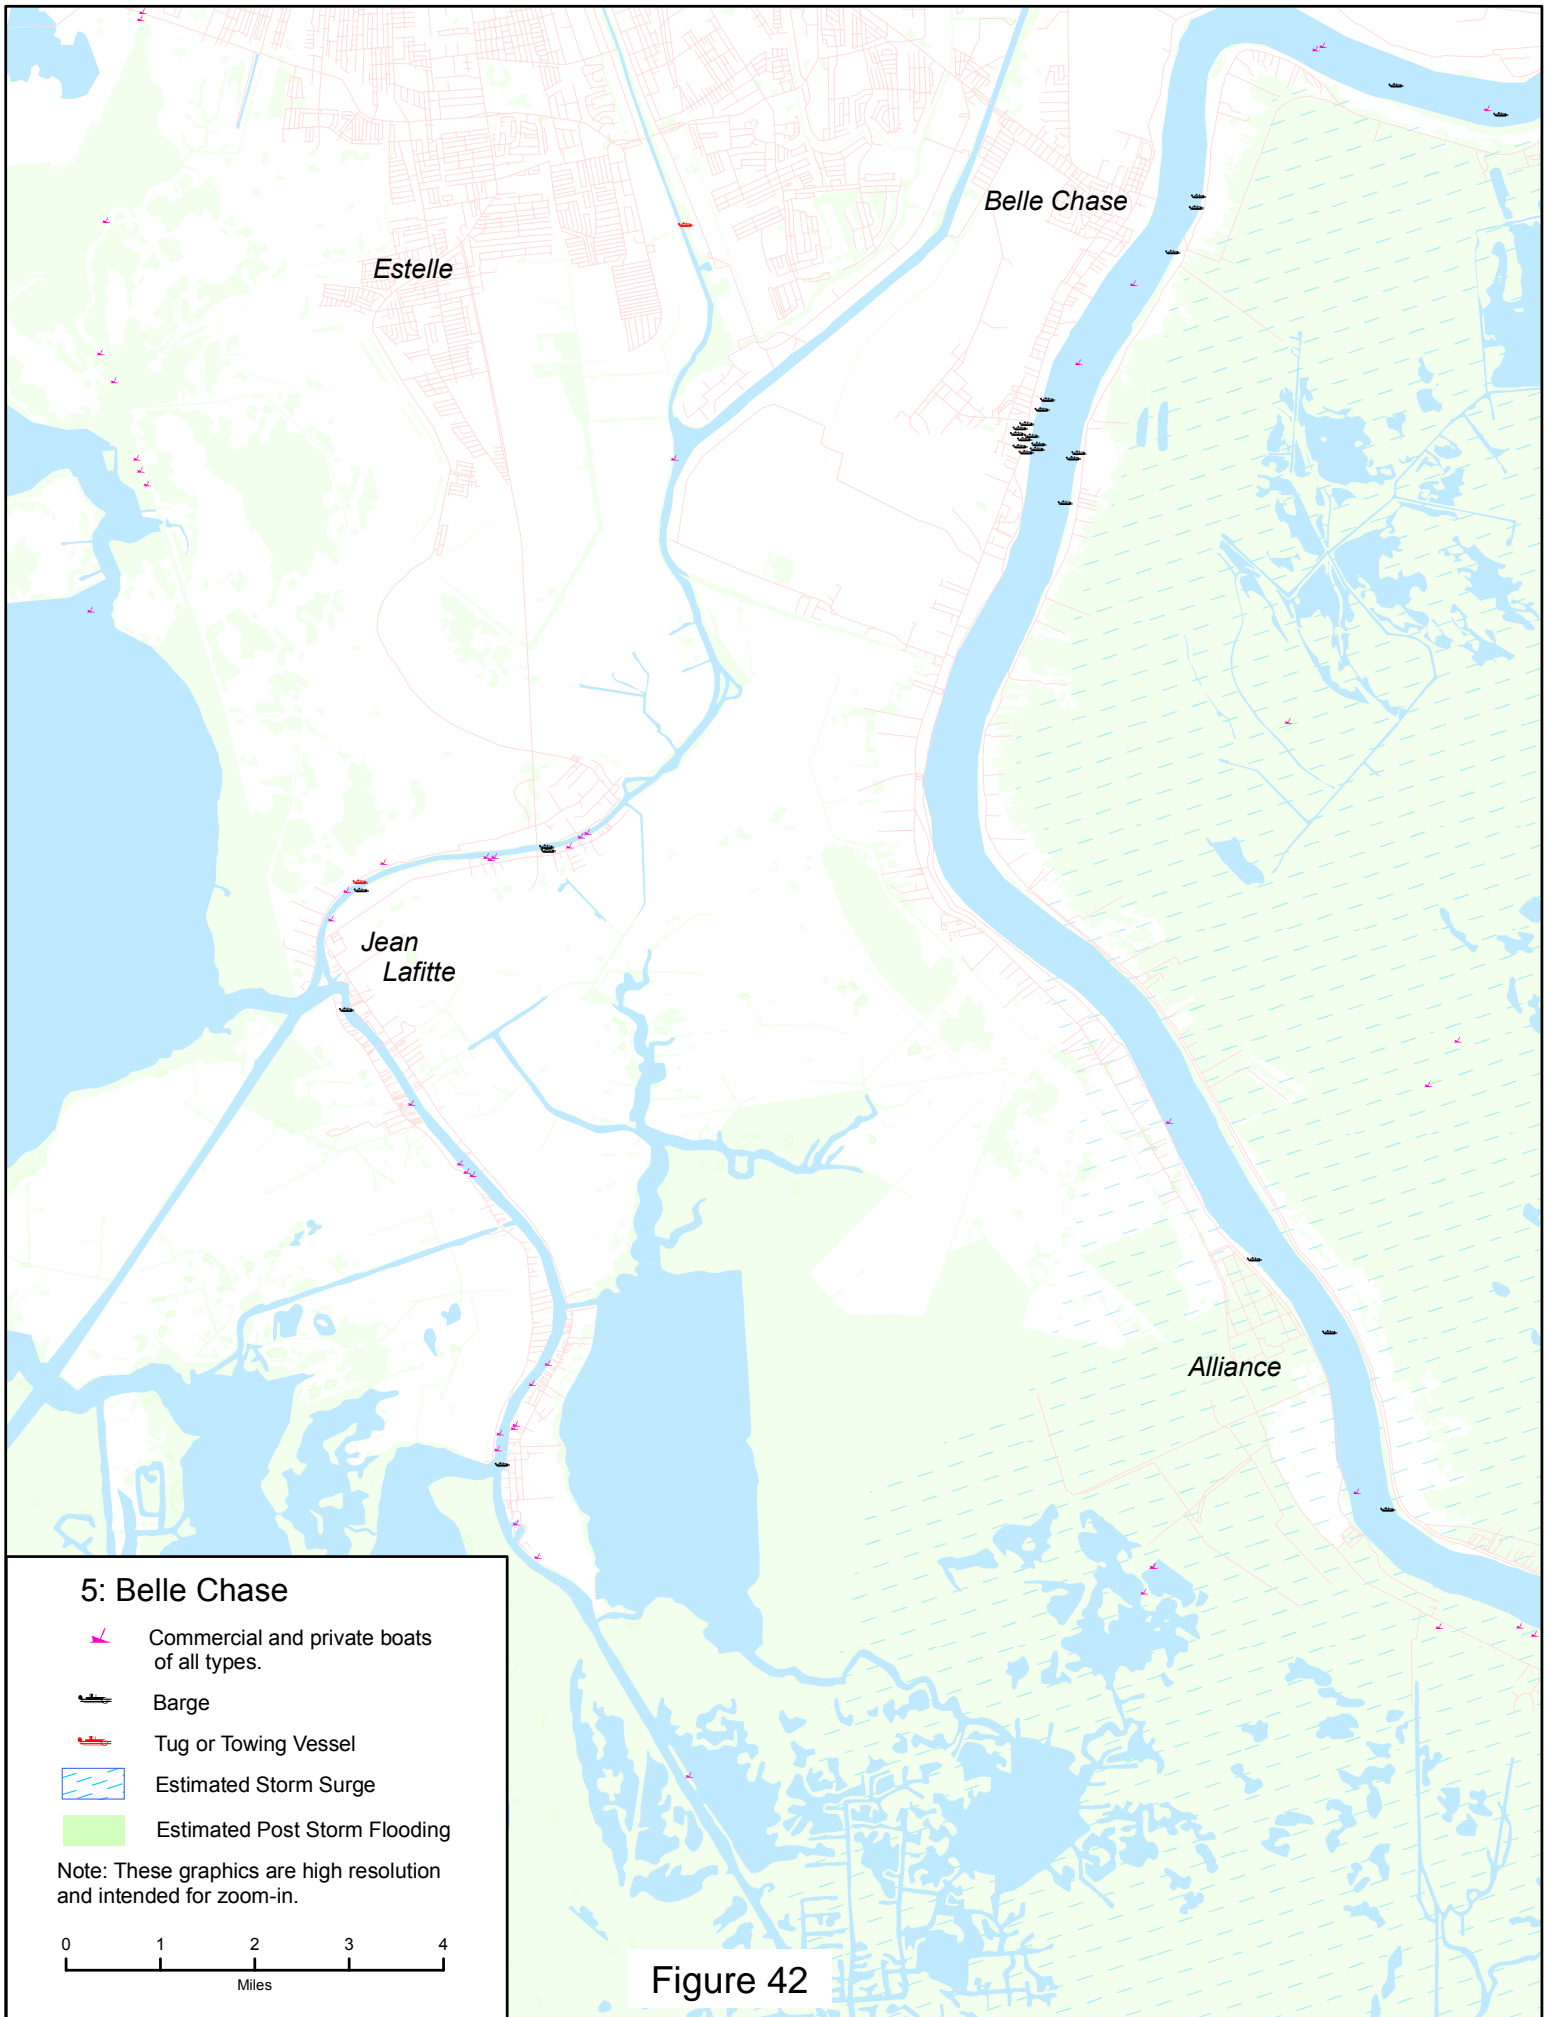 Belle Chase
Estelle
Jean
Lafitte
Alliance
5: Belle Chase
Commercial and private boats
of all types.
Barge
Tug or Towing Vessel
Estimated Storm Surge
Estimated Post Storm Flooding
Note: These graphics are high resolution
and intended for zoom-in.
0 1 2 3 4
Miles
Figure 42